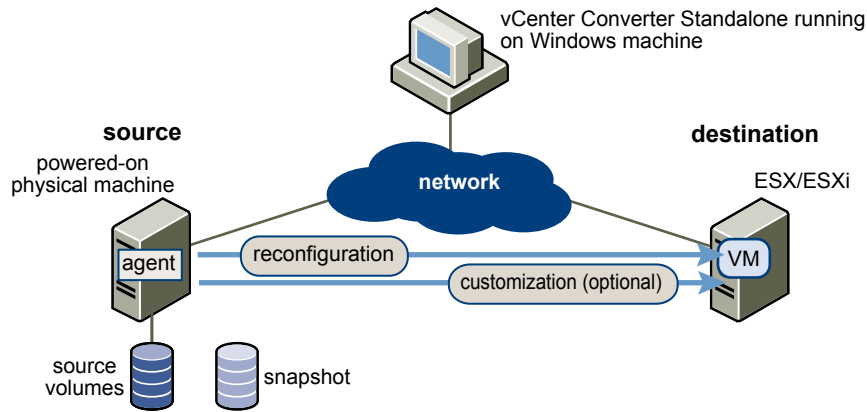 vCenter Converter Standalone running
on Windows machine
source
powered-on
physical machine
destination
ESX/ESXi
network
agent
reconfiguration
VM
customization (optional)
source
volumes
snapshot